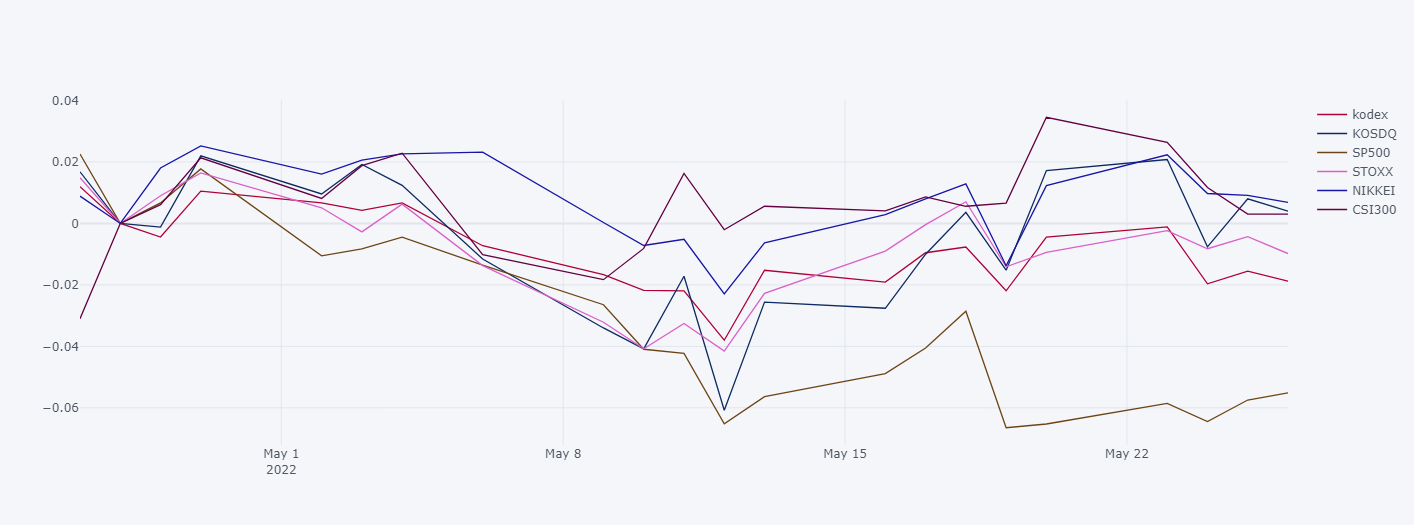 0.04
0.02
0
−0.02
−0.04
−0.06
May 1
2022
May 8
May 15
May 22
kodex
KOSDQ
SP500
STOXX
NIKKEI
CSI300